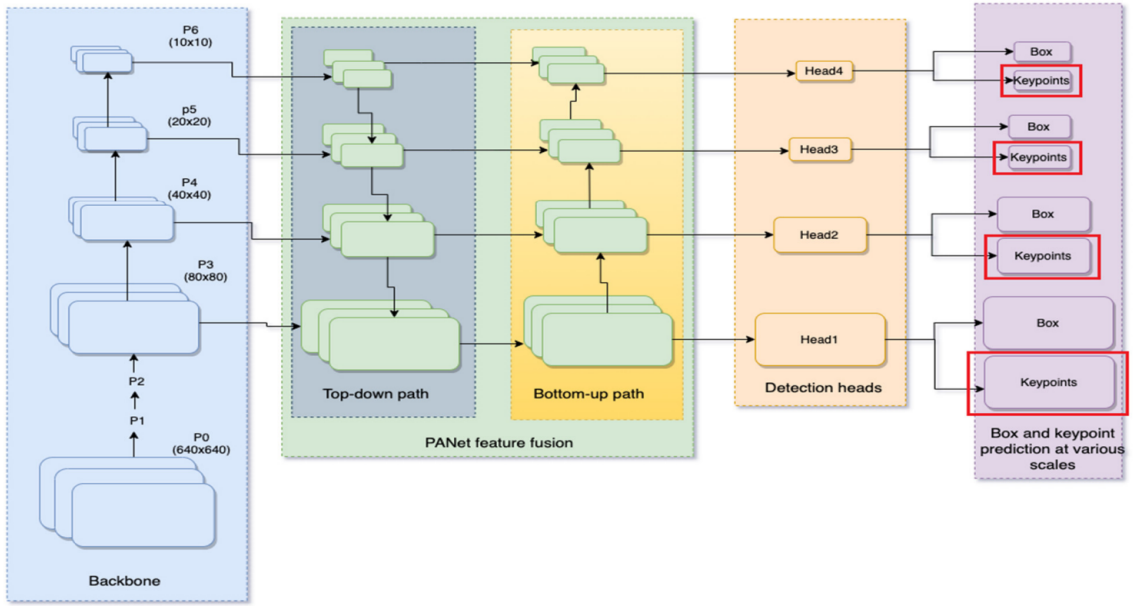 P6
(10x10)
p5
(20x20)
P4
(40x40)
P3
(80x80)
P2
P1
P0
(640x640)
Backbone
Top-down path
Bottom-up path
PANet feature fusion
Head4
Head3
Head2
Head1
Detection heads
Box
Keypoints
Box
Keypoints
Box
Keypoints
Box
Keypoints
Box and keypoint
prediction at various
scales